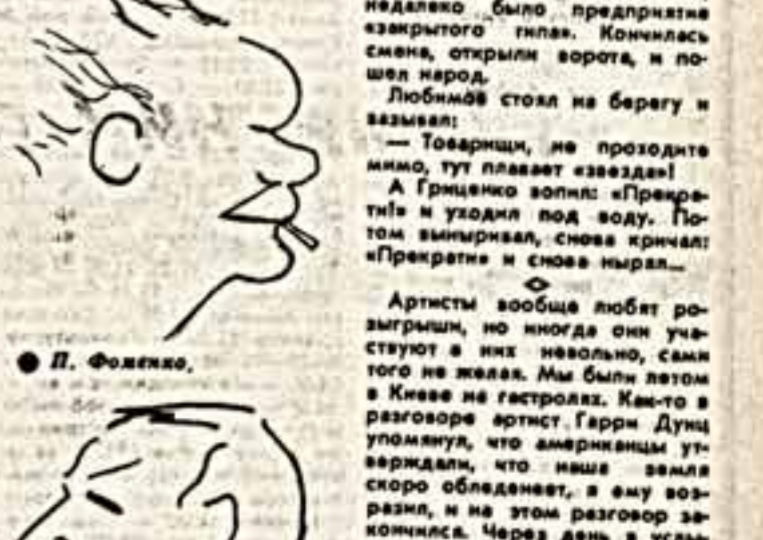 недалеко было предприятие
«закрытого типа». Кончилась
смена, открыли ворота, и по-
шел народ.
Любимов стоял на берегу и
взывал:
— Товарищи, не проходите
мимо, тут плавает «звезда»!
А Гриценко вопил: «Прекра-
ти!» и уходил под воду. По-
том выныривал, снова кричал:
«Прекрати» и снова нырял...
Артисты вообще любят ро-
зыгрыши, но иногда они уча-
ствуют в них невольно, сами
того не желая. Мы были летом
в Киеве на гастролях. Как-то в
разговоре артист Гарри Дунц
упомянул, что американцы ут-
верждали, что наша земля
скоро обледенеет, я ему воз-
разил, и на этом разговор за-
кончился. Через день я услы-
● П. Фоменко.